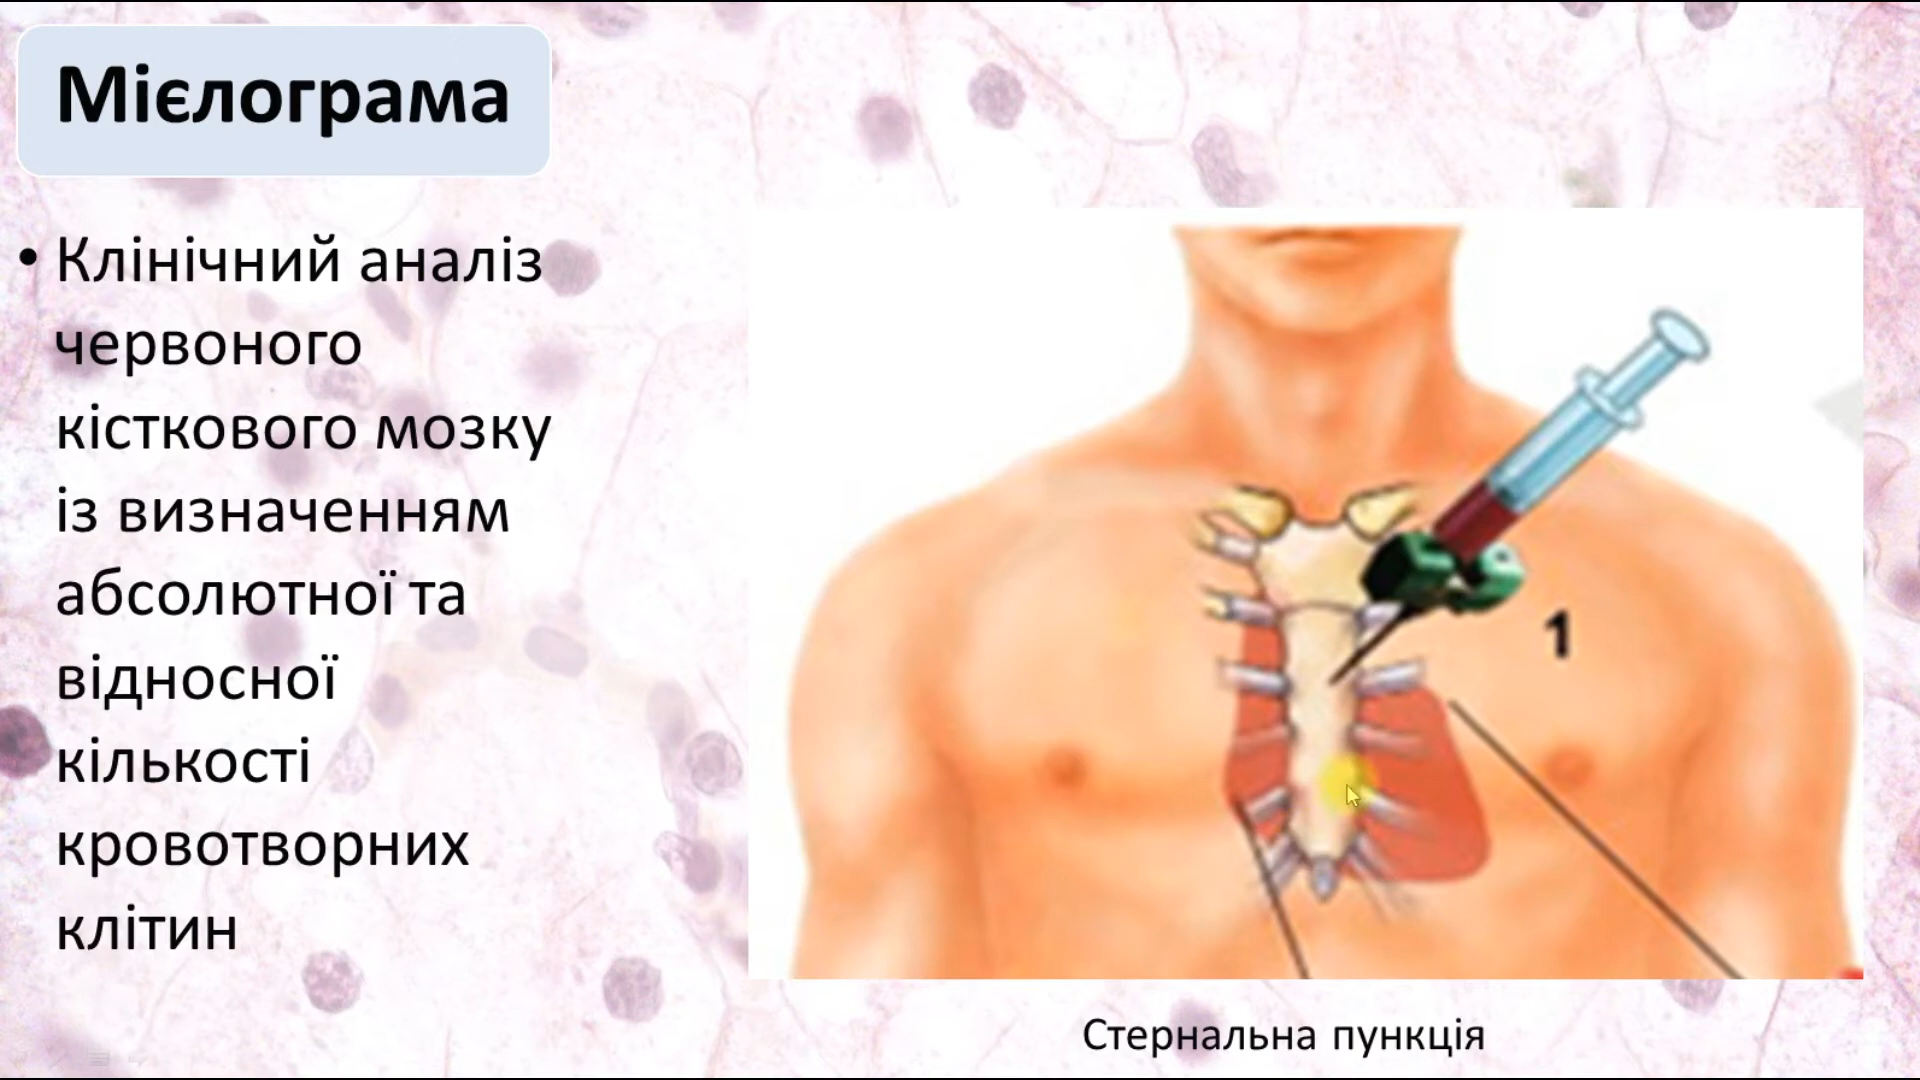 Мієлограма
• Клінічний аналіз
червоного
кісткового мозку
із визначенням
абсолютної та
відносної
кількості
кровотворних
клітин
1
Стернальна пункція